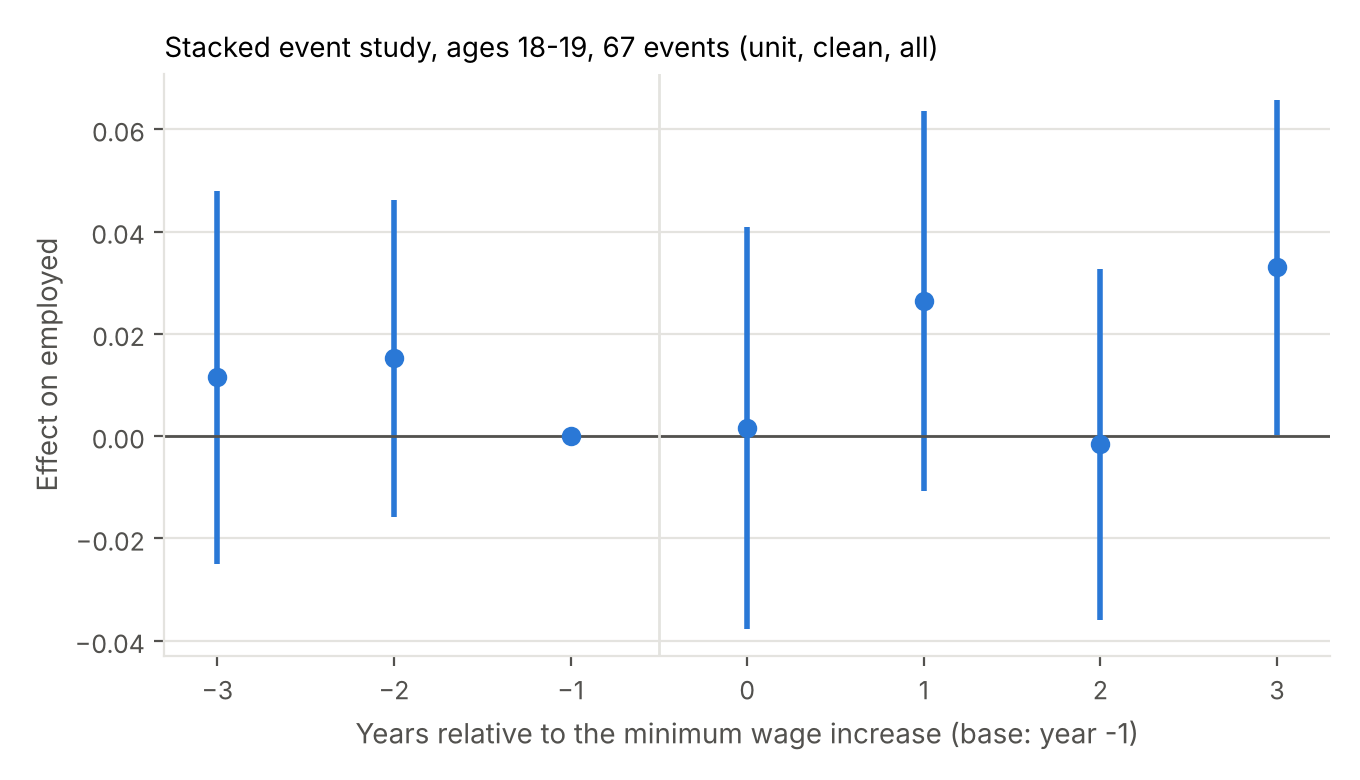 Stacked event study, ages 18-19, 67 events (unit, clean, all)
Effect on employed
0.06
0.04
0.02
0.00
−0.02
−0.04
−3 −2 −1 0 1 2 3
Years relative to the minimum wage increase (base: year -1)